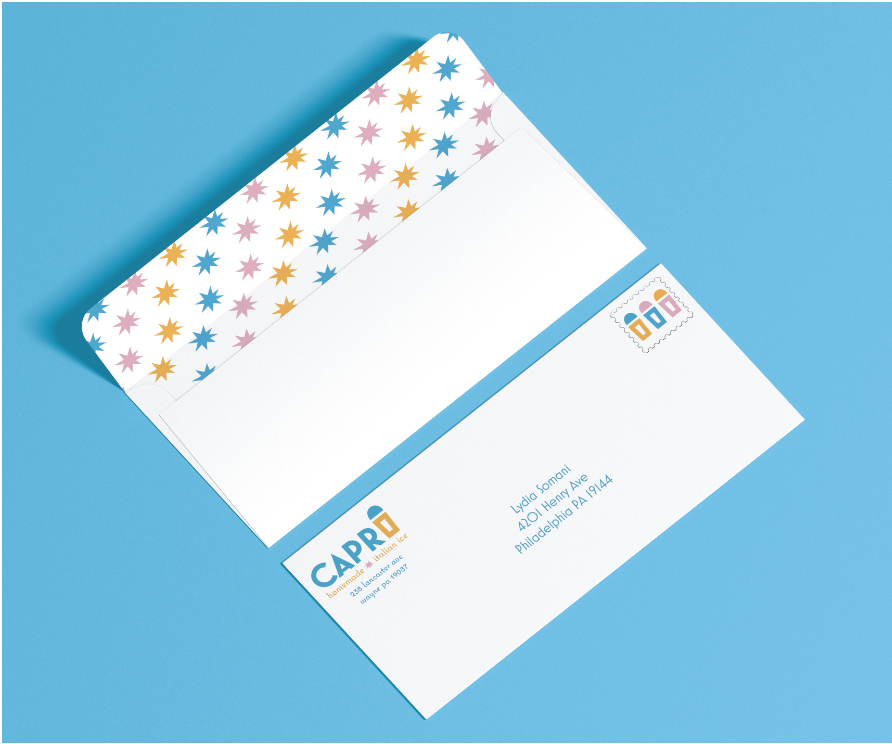 CAPRI
homemade * italian ice
238 lancaster ave
wayne pa, 19087
Lydia Somani
4201 Henry Ave
Philadelphia PA 19144